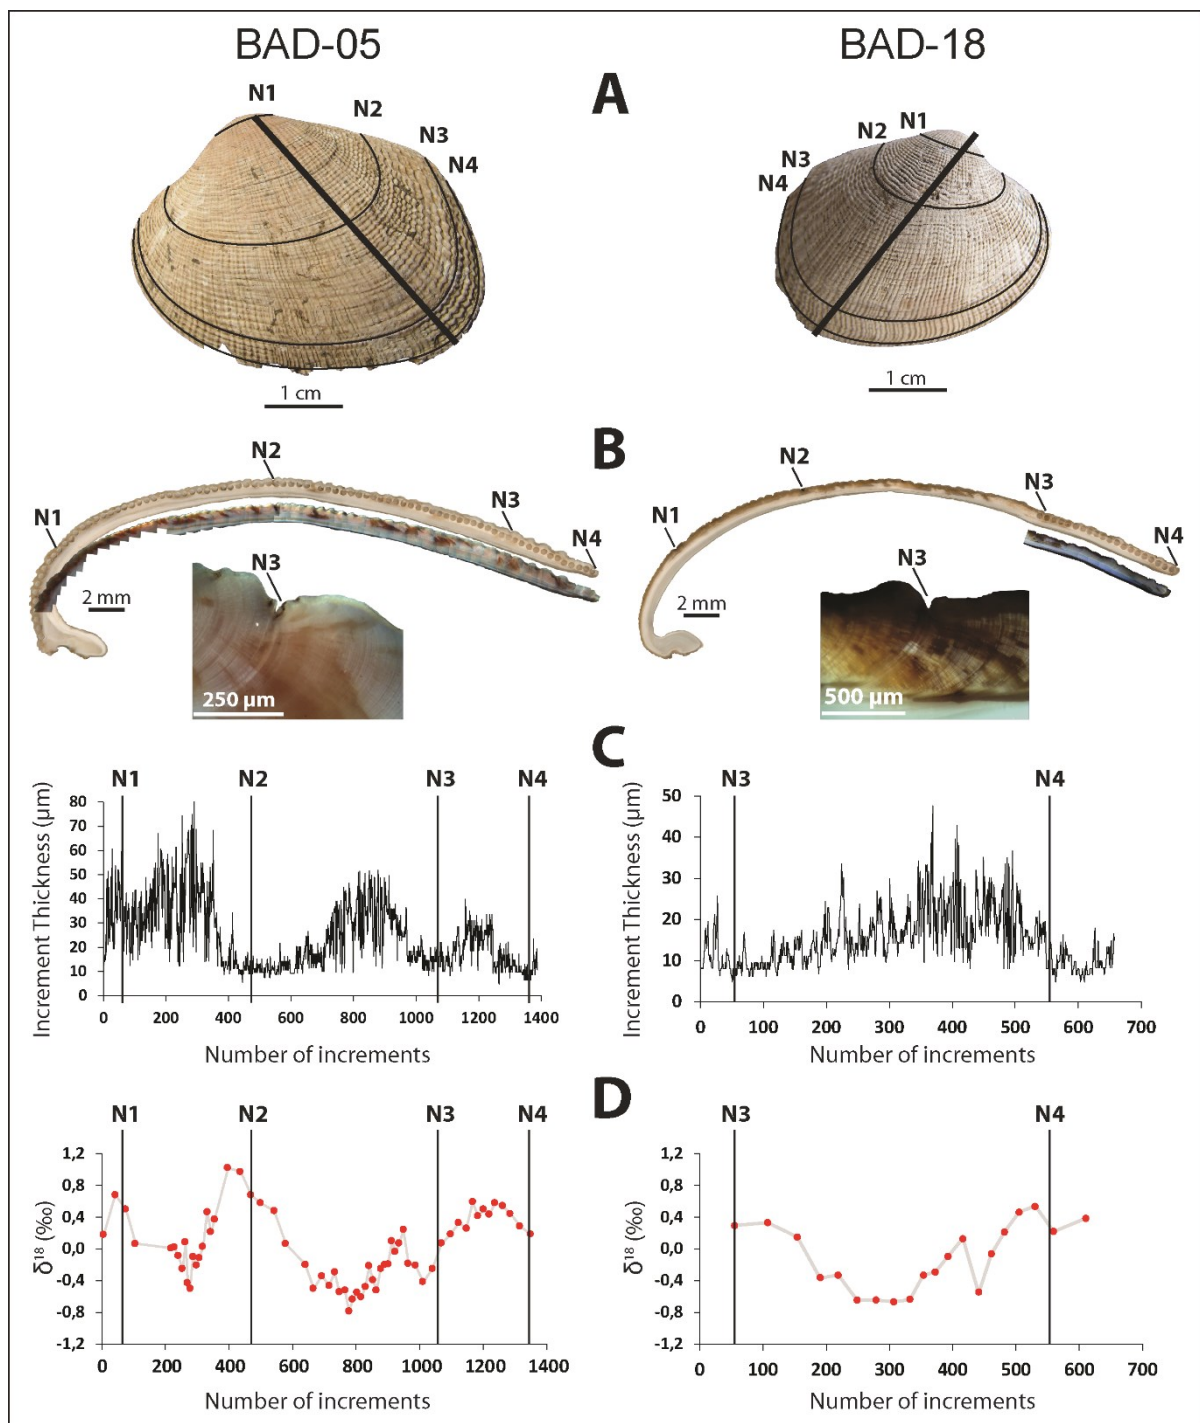 BAD-05
BAD-18
A
N1
N2
N3
N4
N1
N2
N3
N4
1 cm
1 cm
B
N1
N2
N3
N4
2 mm
N3
250 µm
N1
N2
N3
N4
2 mm
N3
500 µm
C
N1 N2 N3 N4
Increment Thickness (µm)
80
70
60
50
40
30
20
10
0
0 200 400 600 800 1000 1200 1400
Number of increments
N3 N4
Increment Thickness (µm)
50
40
30
20
10
0
0 100 200 300 400 500 600 700
Number of increments
D
N1 N2 N3 N4
δ¹⁸ (‰)
1,2
0,8
0,4
0,0
-0,4
-0,8
-1,2
0 200 400 600 800 1000 1200 1400
Number of increments
N3 N4
δ¹⁸ (‰)
1,2
0,8
0,4
0,0
-0,4
-0,8
-1,2
0 100 200 300 400 500 600 700
Number of increments